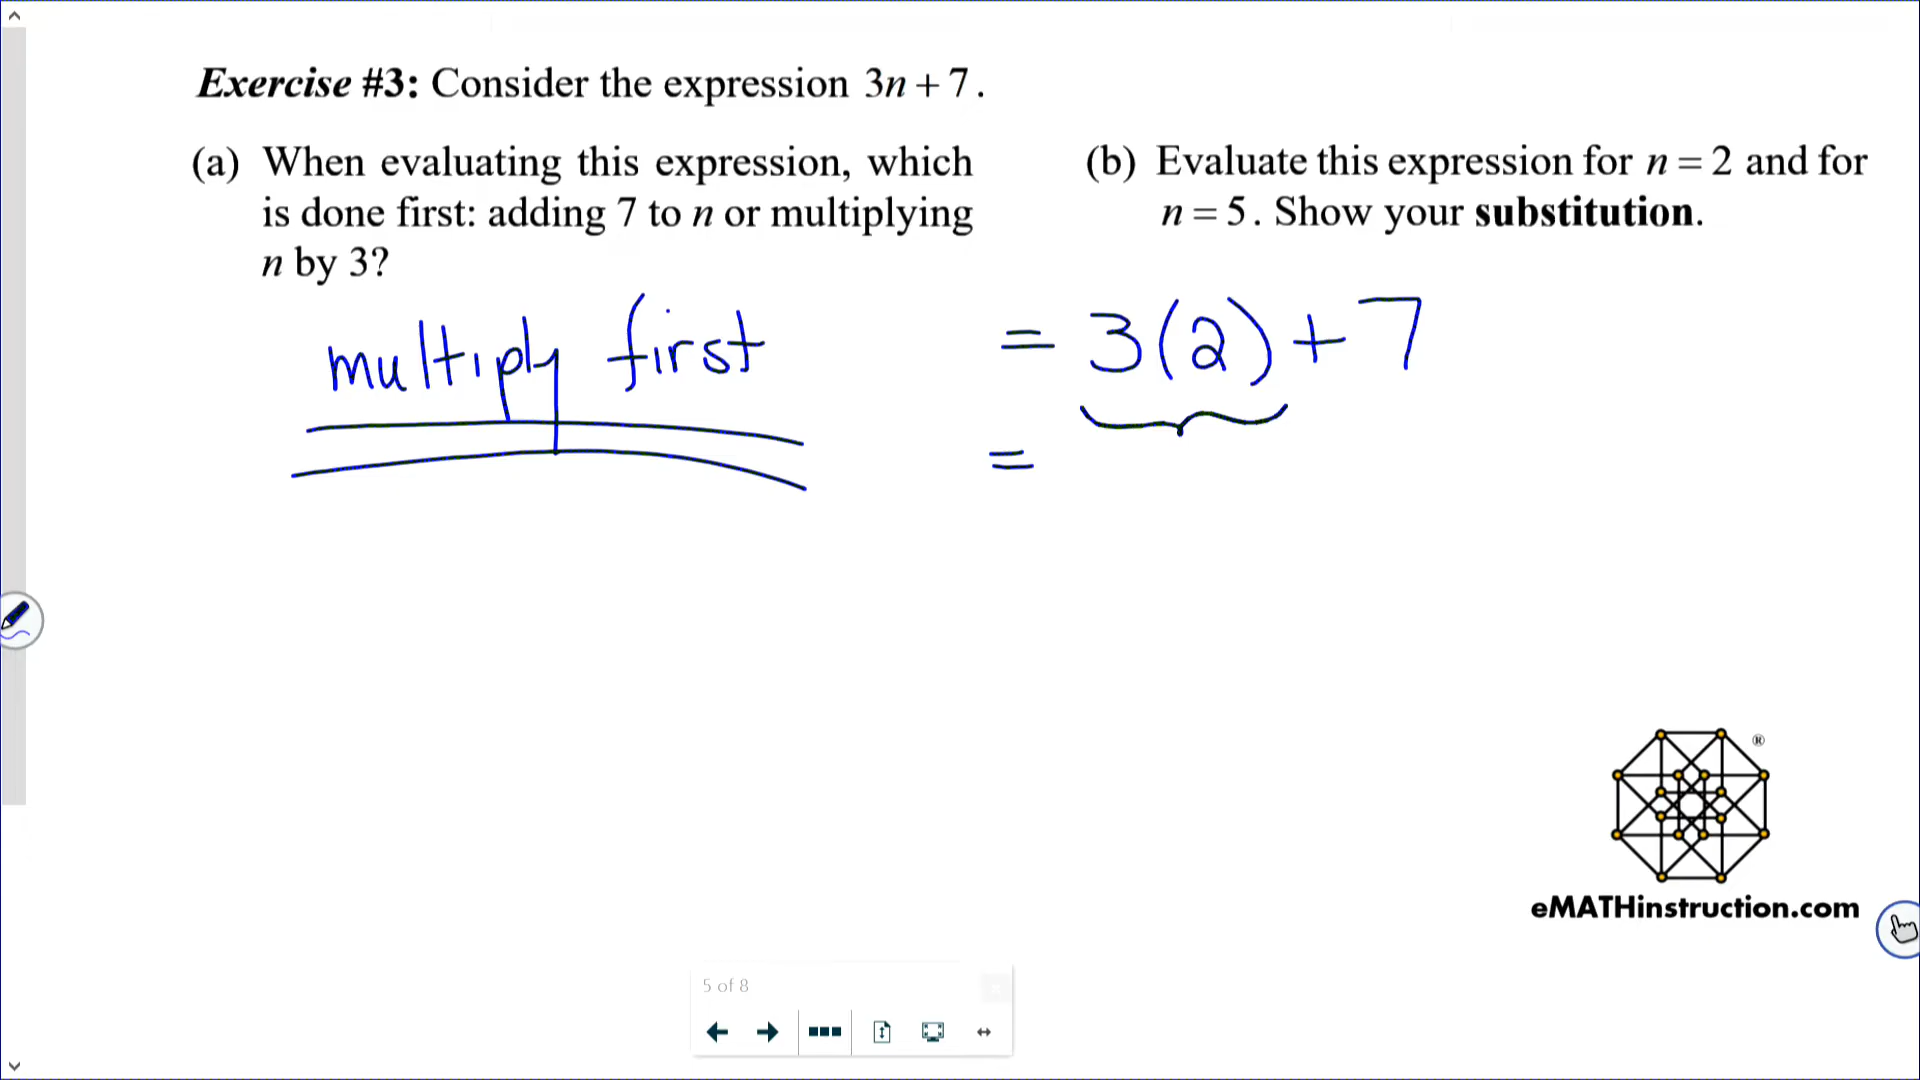 Exercise #3: Consider the expression 3n + 7.
(a) When evaluating this expression, which
is done first: adding 7 to n or multiplying
n by 3?
multiply first
(b) Evaluate this expression for n = 2 and for
n = 5. Show your substitution.
= 3(2) + 7
=
®
eMATHinstruction.com
5 of 8